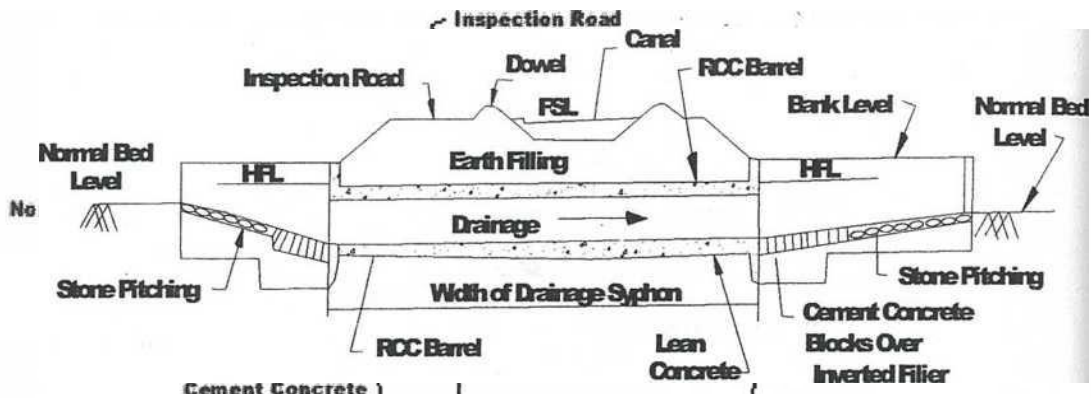 Inspection Road
Canal
Dowel
RCC Barrel
Inspection Road
FSL
Bank Level
Normal Bed
Level
Normal Bed
Level
Earth Filling
HFL
HFL
No
Drainage
Stone Pitching
Stone Pitching
Width of Drainage Syphon
Cement Concrete
Blocks Over
Inverted Filier
RCC Barrel
Lean
Concrete
Cement Concrete